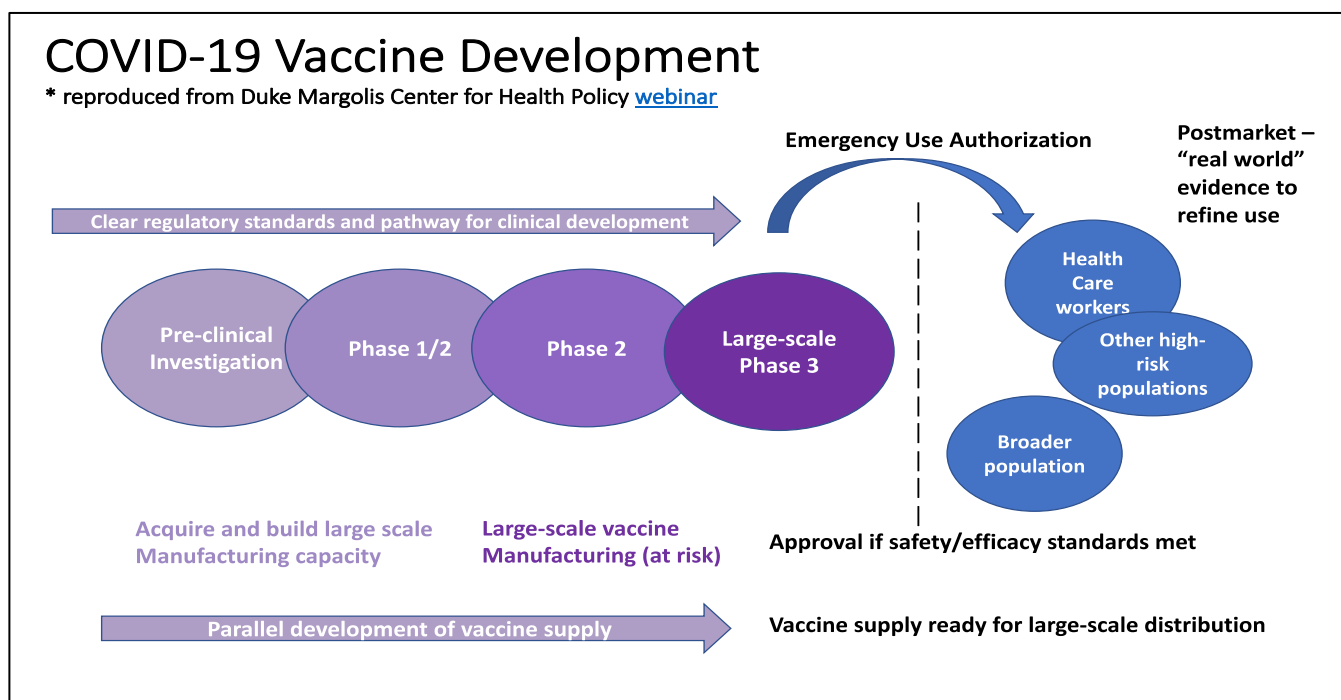 COVID-19 Vaccine Development
* reproduced from Duke Margolis Center for Health Policy webinar
Emergency Use Authorization
Postmarket –
“real world”
evidence to
refine use
Clear regulatory standards and pathway for clinical development
Pre-clinical
Investigation
Phase 1/2
Phase 2
Large-scale
Phase 3
Health
Care
workers
Other high-
risk
populations
Broader
population
Acquire and build large scale
Manufacturing capacity
Large-scale vaccine
Manufacturing (at risk)
Approval if safety/efficacy standards met
Parallel development of vaccine supply
Vaccine supply ready for large-scale distribution